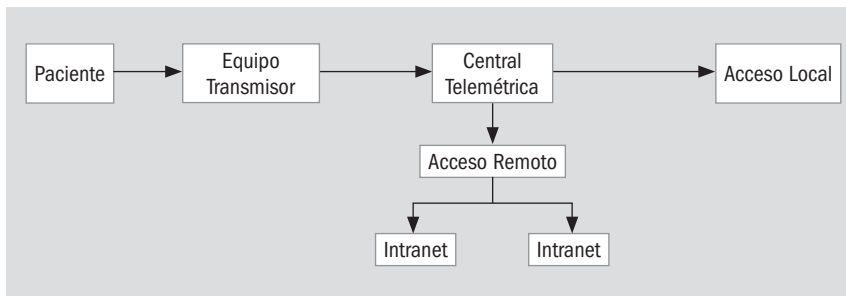 Paciente
Equipo
Transmisor
Central
Telemétrica
Acceso Local
Acceso Remoto
Intranet
Intranet